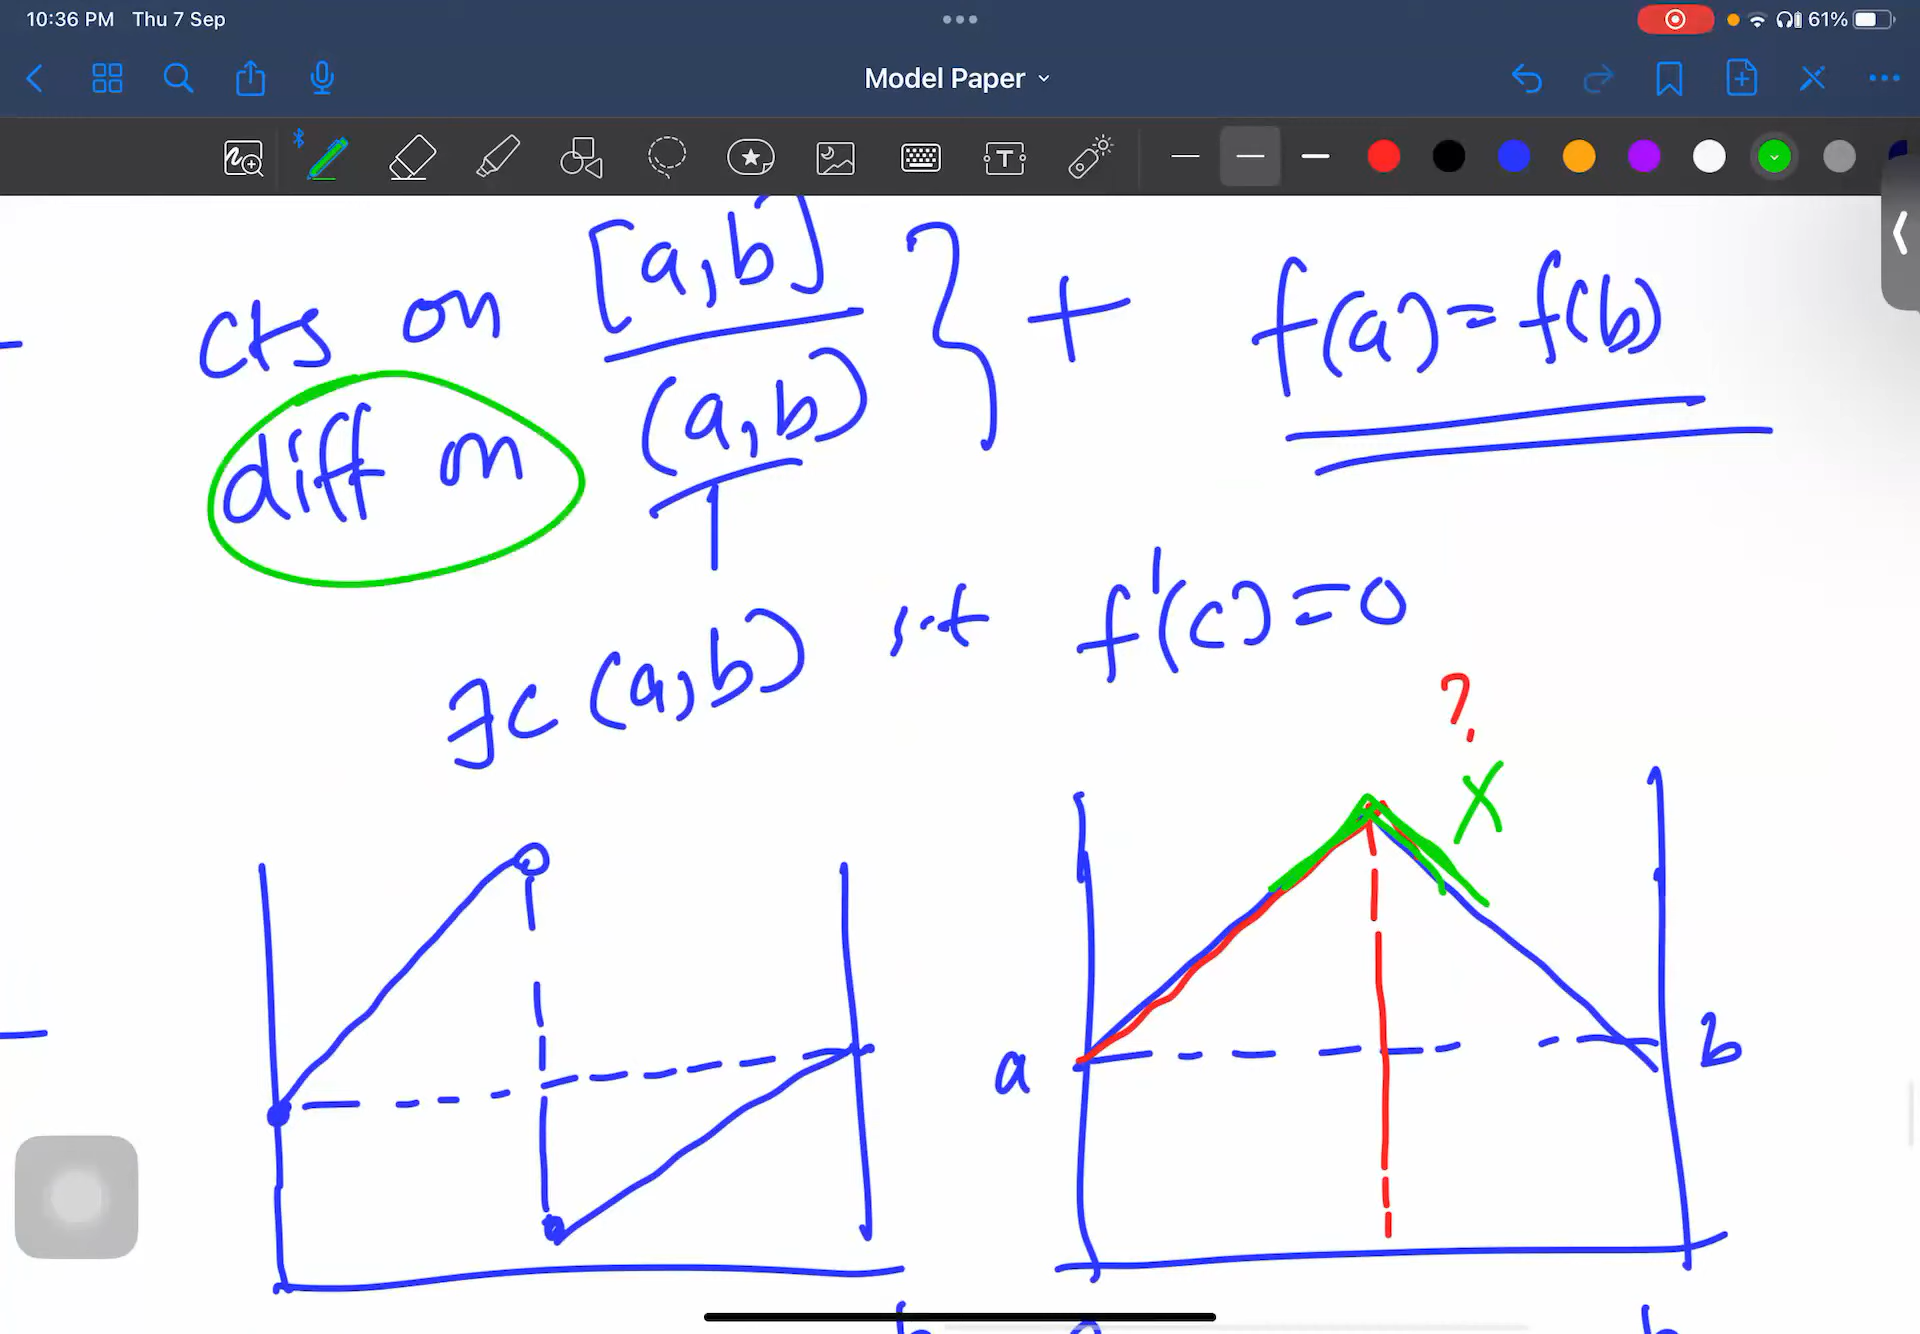 10:36 PM Thu 7 Sep
61%
Model Paper
T
cts on [a,b] } + f(a)=f(b)
diff on (a,b)
∃c (a,b) s.t f'(c)=0
?
X
a
b